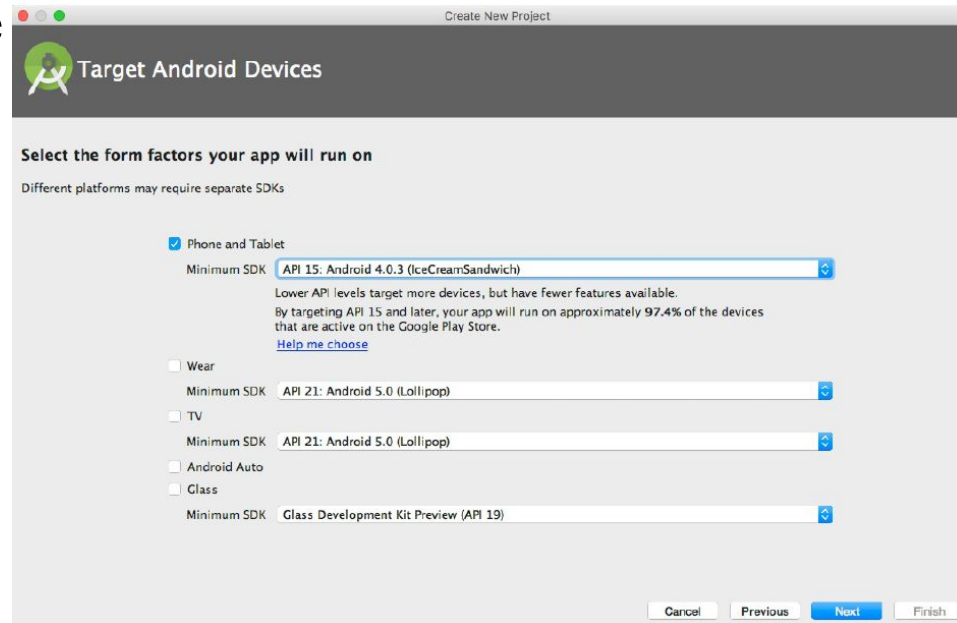 Create New Project
Target Android Devices
Select the form factors your app will run on
Different platforms may require separate SDKs
Phone and Tablet
Minimum SDK API 15: Android 4.0.3 (IceCreamSandwich)
Lower API levels target more devices, but have fewer features available.
By targeting API 15 and later, your app will run on approximately 97.4% of the devices
that are active on the Google Play Store.
Help me choose
Wear
Minimum SDK API 21: Android 5.0 (Lollipop)
TV
Minimum SDK API 21: Android 5.0 (Lollipop)
Android Auto
Glass
Minimum SDK Glass Development Kit Preview (API 19)
Cancel Previous Next Finish